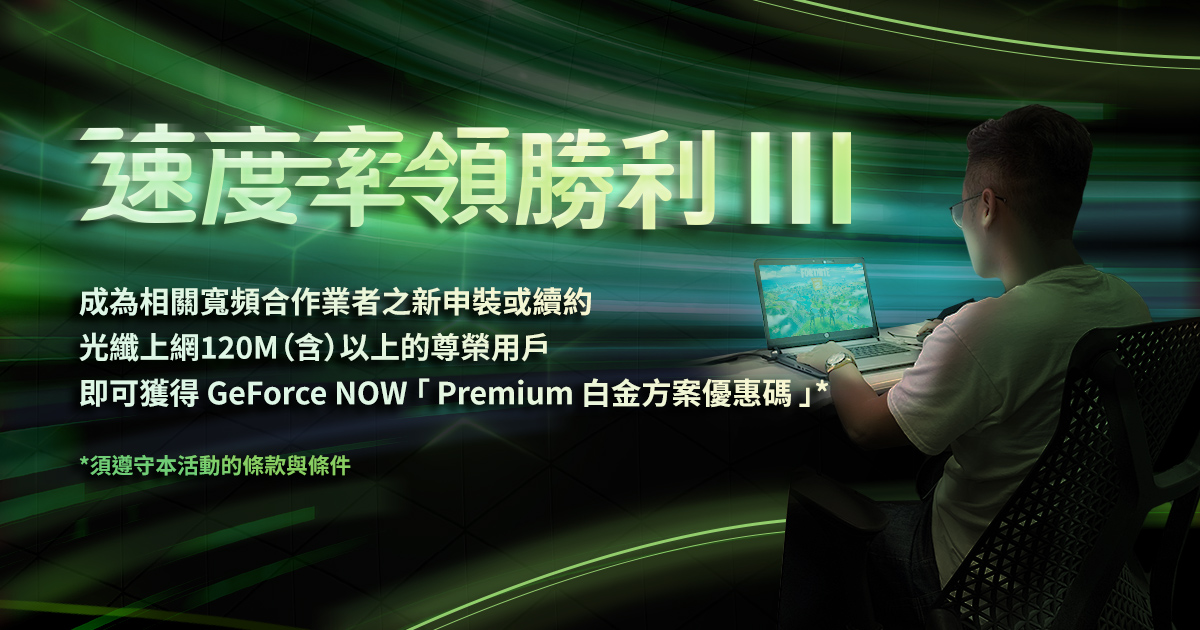 速度率領勝利 III
成為相關寬頻合作業者之新申裝或續約
光纖上網120M（含）以上的尊榮用戶
即可獲得 GeForce NOW「 Premium 白金方案優惠碼 」*
*須遵守本活動的條款與條件
FORTNITE